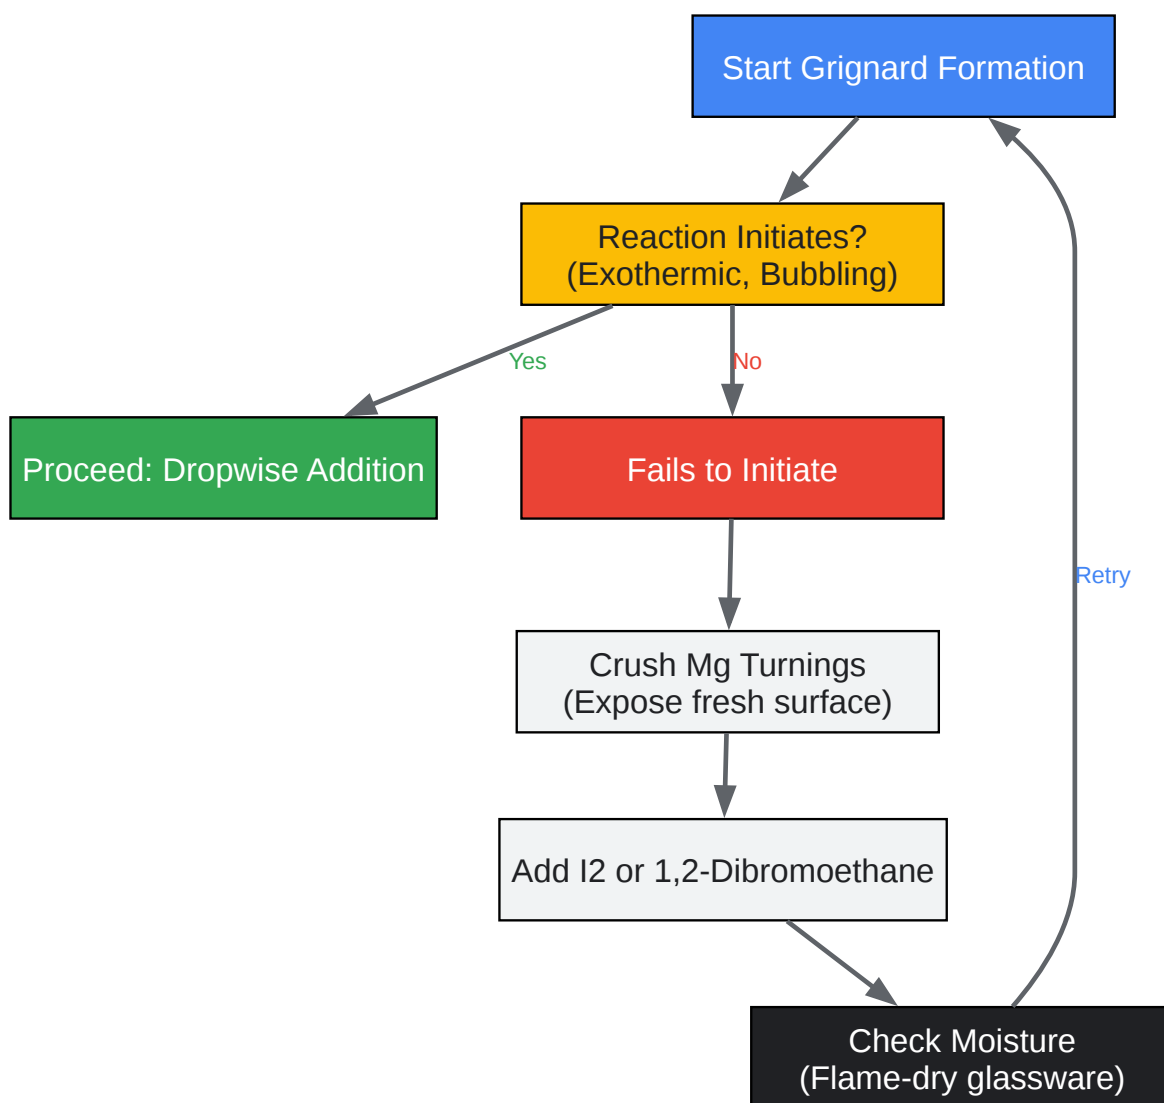 Start Grignard Formation
Reaction Initiates?
(Exothermic, Bubbling)
Yes
No
Proceed: Dropwise Addition
Fails to Initiate
Retry
Crush Mg Turnings
(Expose fresh surface)
Add I2 or 1,2-Dibromoethane
Check Moisture
(Flame-dry glassware)